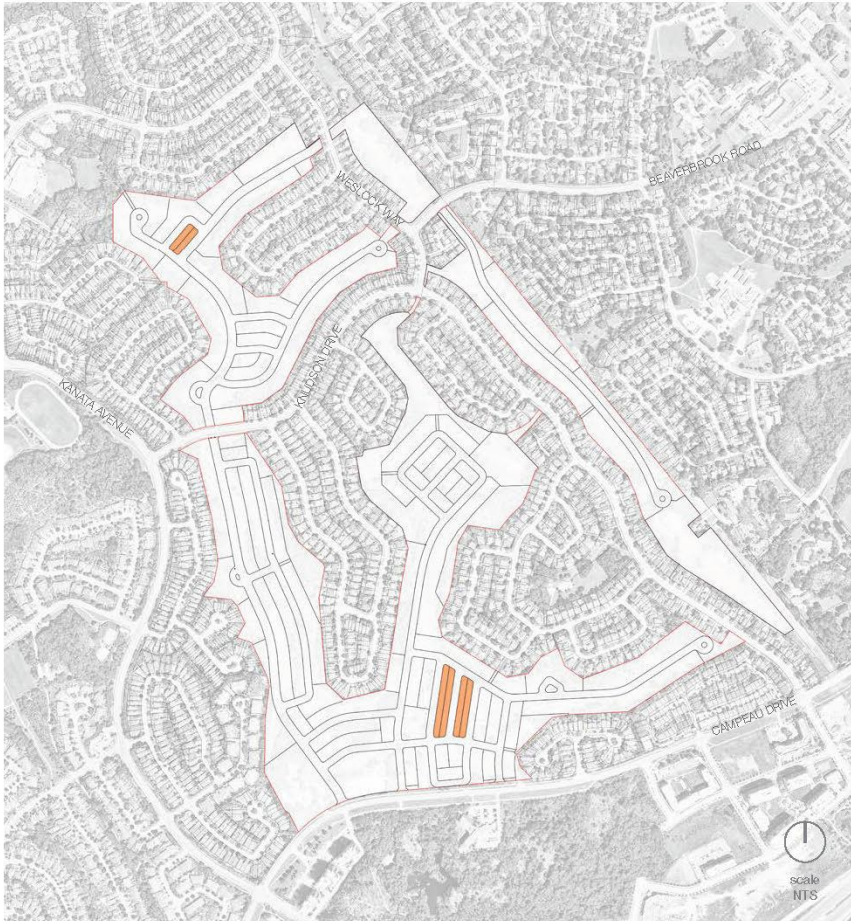 BEAVERBROOK ROAD
WESLOCK WAY
KNUDSON DRIVE
KANATA AVENUE
CAMPEAU DRIVE
scale
NTS